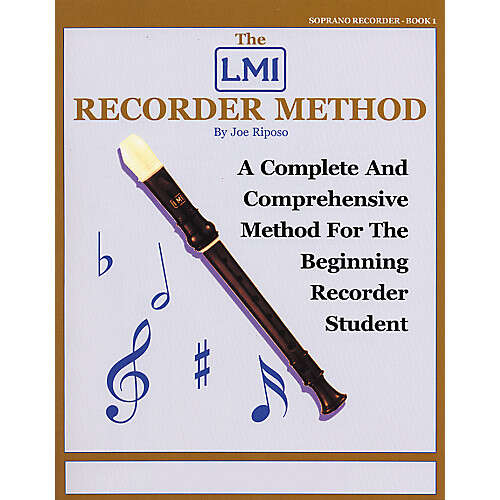 SOPRANO RECORDER - BOOK 1
The
LMI
RECORDER METHOD
By Joe Riposo
A Complete And
Comprehensive
Method For The
Beginning
Recorder
Student
LMI